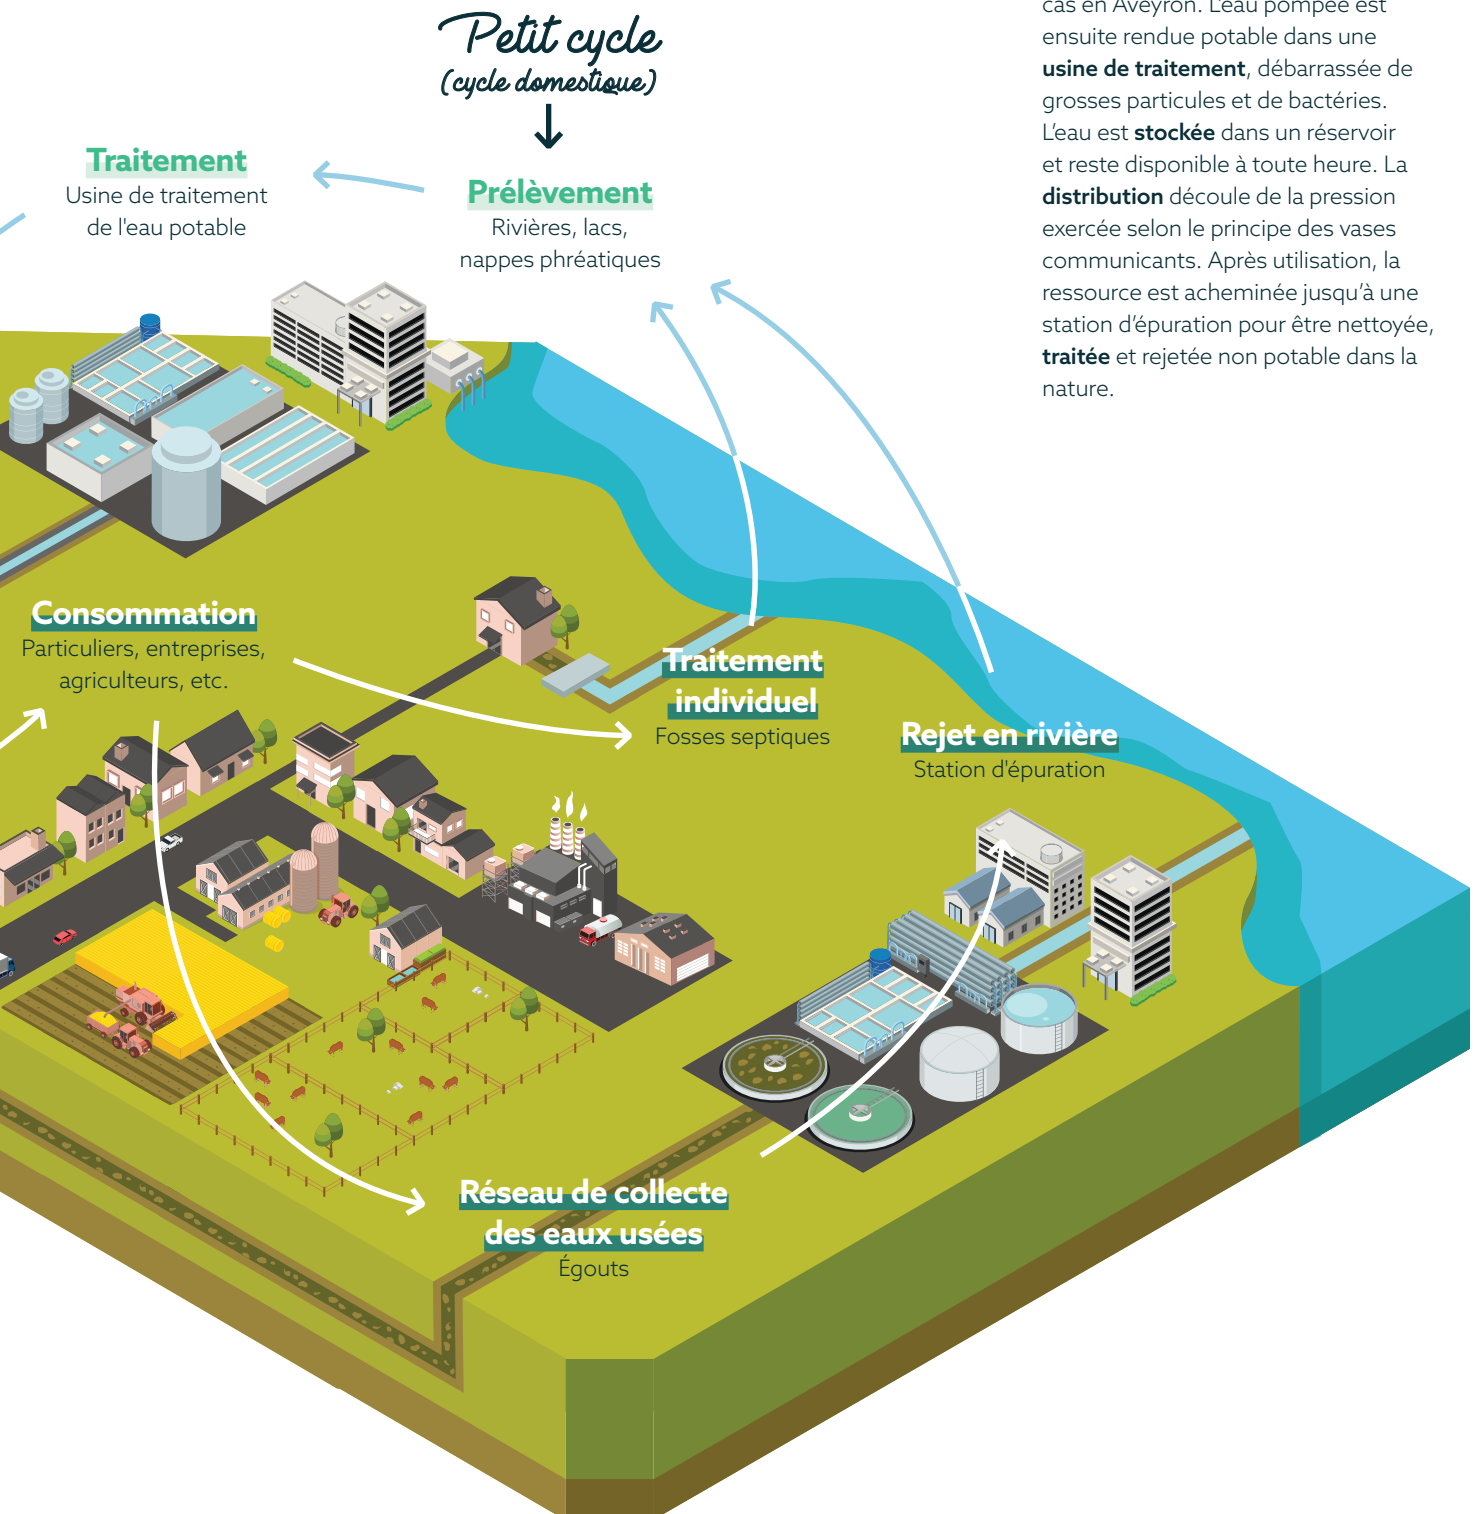 Petit cycle
(cycle domestique)
Traitement
Usine de traitement
de l'eau potable
Prélèvement
Rivières, lacs,
nappes phréatiques
cas en Aveyron. L'eau pompée est
ensuite rendue potable dans une
usine de traitement, débarrassée de
grosses particules et de bactéries.
L'eau est stockée dans un réservoir
et reste disponible à toute heure. La
distribution découle de la pression
exercée selon le principe des vases
communicants. Après utilisation, la
ressource est acheminée jusqu'à une
station d'épuration pour être nettoyée,
traitée et rejetée non potable dans la
nature.
Consommation
Particuliers, entreprises,
agriculteurs, etc.
Traitement
individuel
Fosses septiques
Rejet en rivière
Station d'épuration
Réseau de collecte
des eaux usées
Égouts